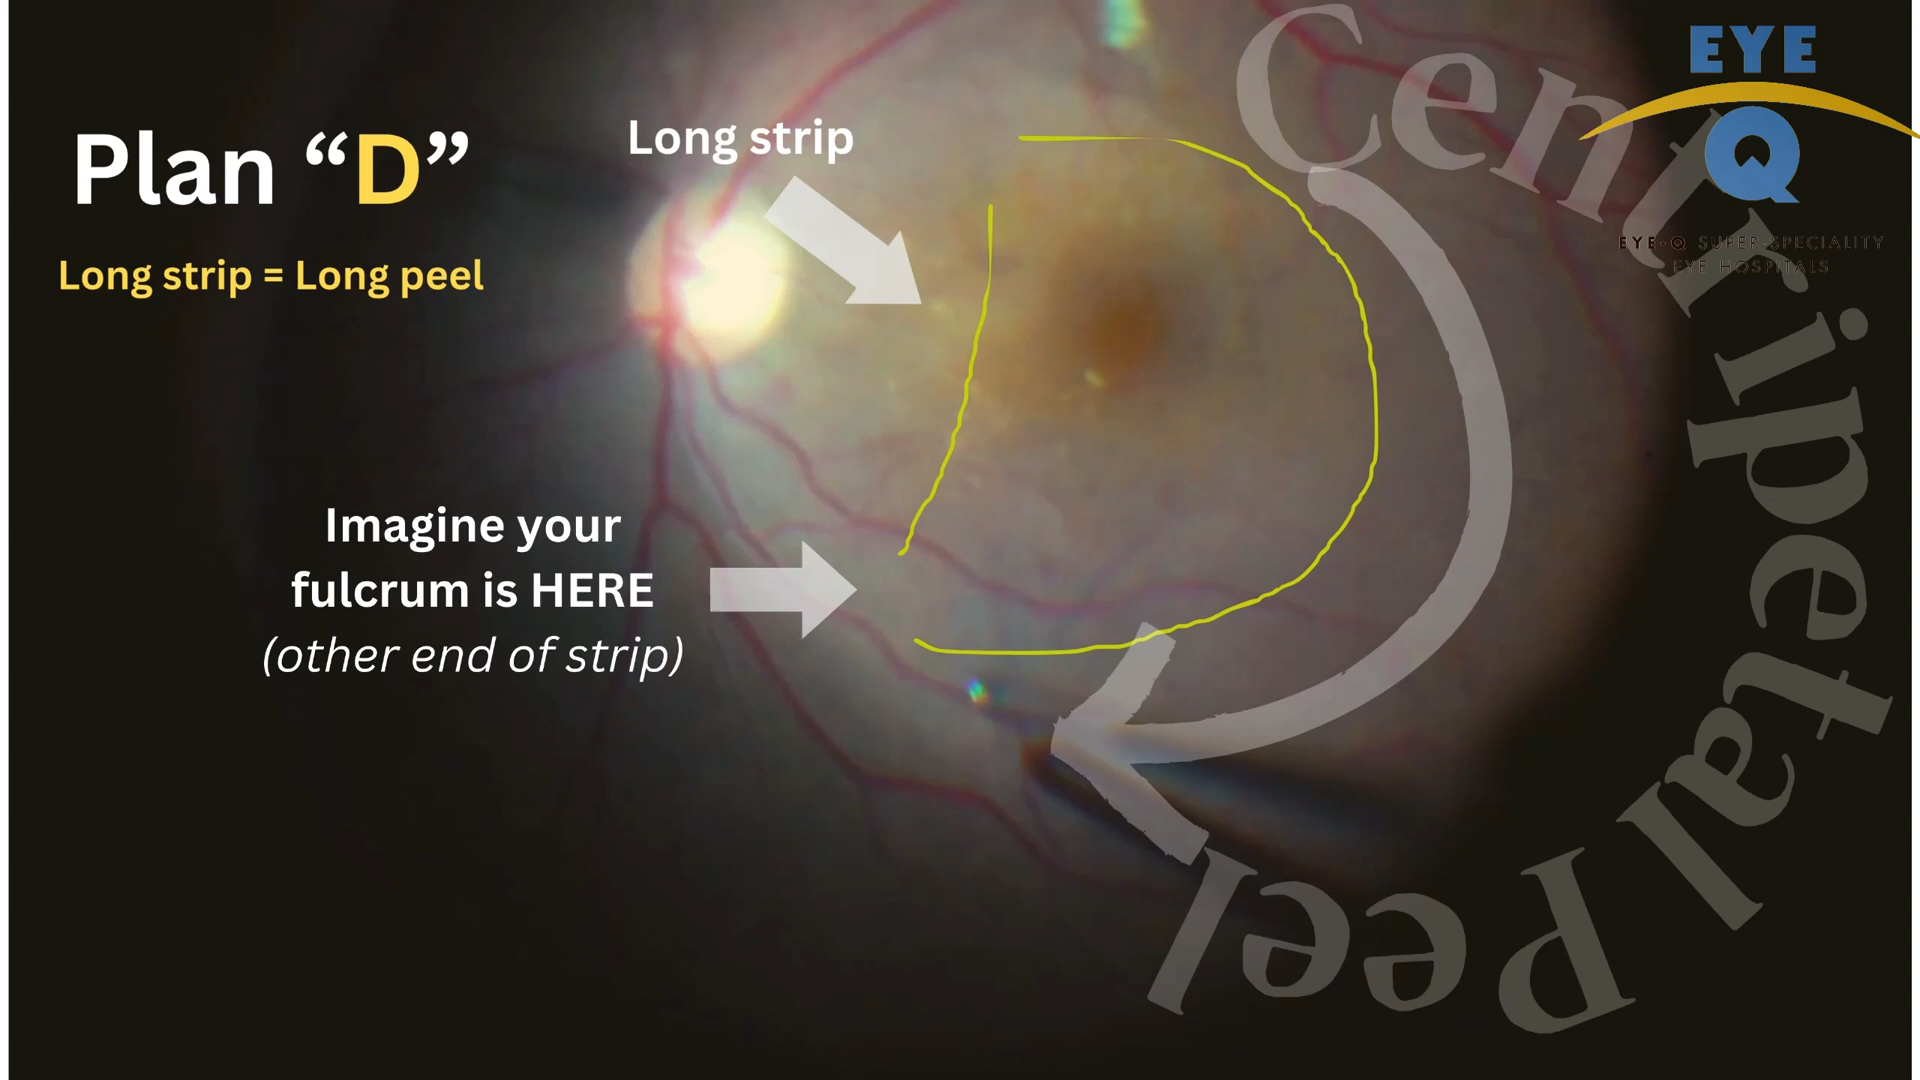 Plan “D”
Long strip = Long peel
Long strip
Imagine your
fulcrum is HERE
(other end of strip)
Centripetal Peel
EYE
Q
EYE-Q SUPER-SPECIALITY
EYE HOSPITALS